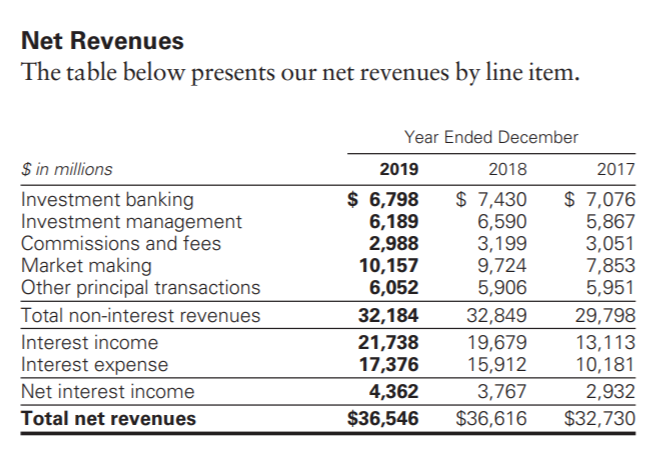 Net Revenues
The table below presents our net revenues by line item.
Year Ended December
$ in millions 2019 2018 2017
Investment banking $ 6,798 $ 7,430 $ 7,076
Investment management 6,189 6,590 5,867
Commissions and fees 2,988 3,199 3,051
Market making 10,157 9,724 7,853
Other principal transactions 6,052 5,906 5,951
Total non-interest revenues 32,184 32,849 29,798
Interest income 21,738 19,679 13,113
Interest expense 17,376 15,912 10,181
Net interest income 4,362 3,767 2,932
Total net revenues $36,546 $36,616 $32,730